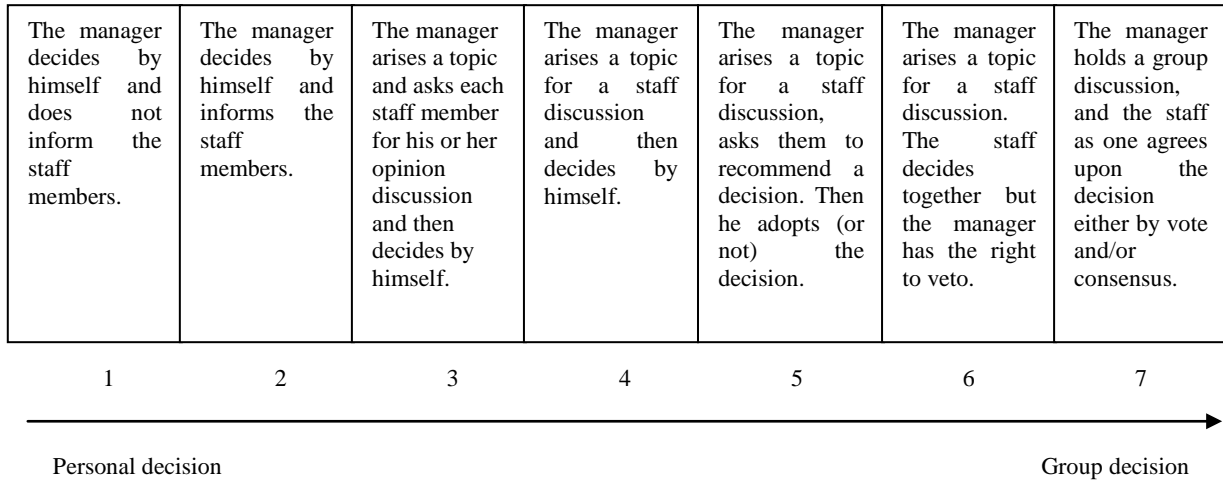 The manager
decides by
himself and
does not
inform the
staff
members.
The manager
decides by
himself and
informs the
staff
members.
The manager
arises a topic
and asks each
staff member
for his or her
opinion
discussion
and then
decides by
himself.
The manager
arises a topic
for a staff
discussion
and then
decides by
himself.
The manager
arises a topic
for a staff
discussion,
asks them to
recommend a
decision. Then
he adopts (or
not) the
decision.
The manager
arises a topic
for a staff
discussion.
The staff
decides
together but
the manager
has the right
to veto.
The manager
holds a group
discussion,
and the staff
as one agrees
upon the
decision
either by vote
and/or
consensus.
1 2 3 4 5 6 7
Personal decision Group decision